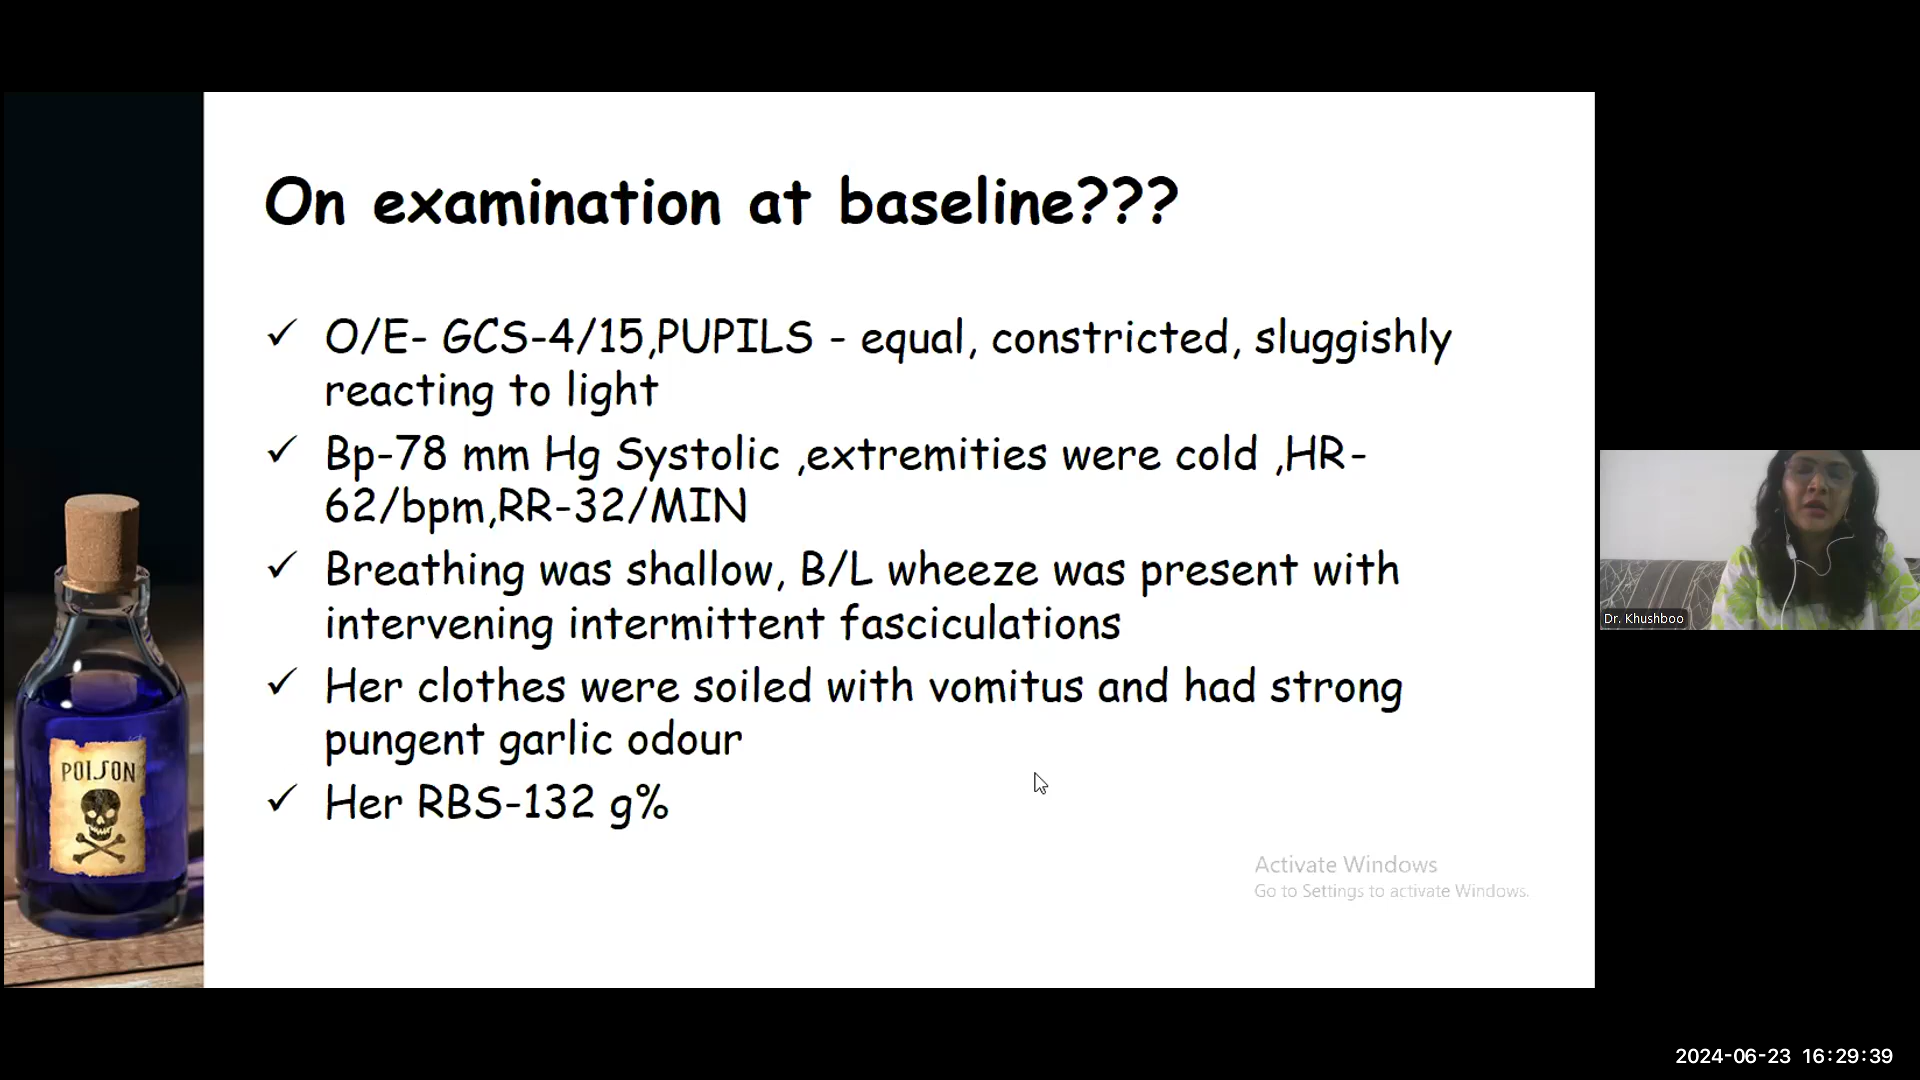 On examination at baseline???
✓ O/E- GCS-4/15,PUPILS - equal, constricted, sluggishly
reacting to light
✓ Bp-78 mm Hg Systolic ,extremities were cold ,HR-
62/bpm,RR-32/MIN
✓ Breathing was shallow, B/L wheeze was present with
intervening intermittent fasciculations
✓ Her clothes were soiled with vomitus and had strong
pungent garlic odour
✓ Her RBS-132 g%
POISON
Activate Windows
Go to Settings to activate Windows.
Dr. Khushboo
2024-06-23 16:29:39